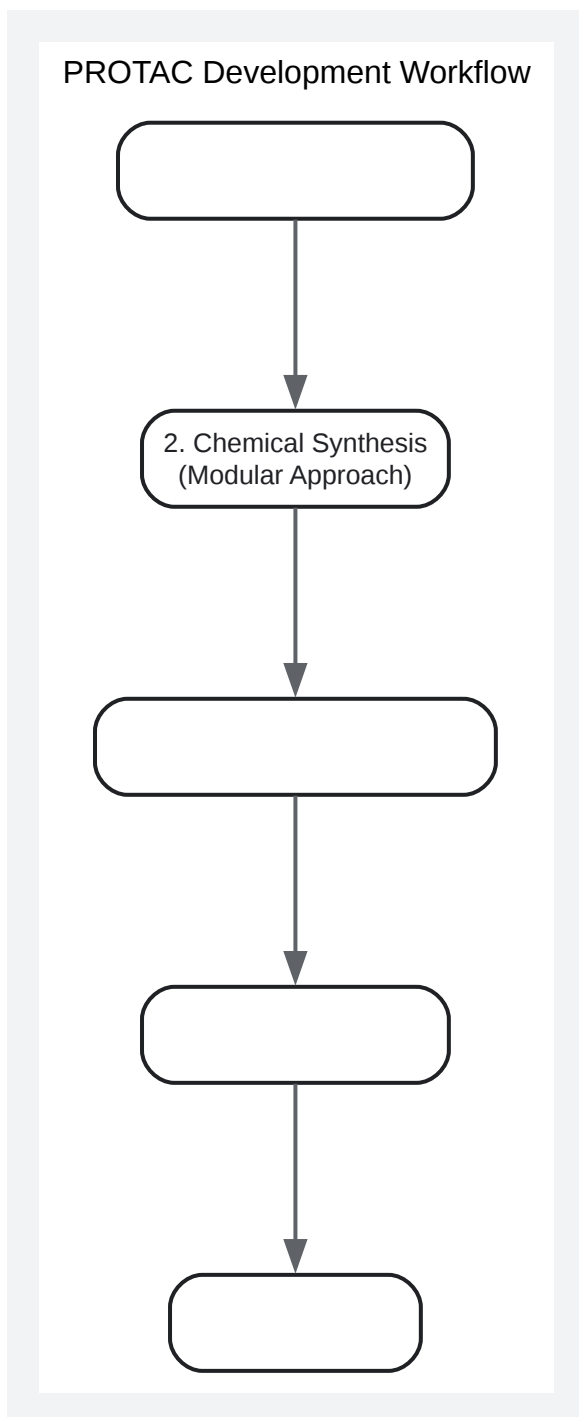 PROTAC Development Workflow
2. Chemical Synthesis
(Modular Approach)